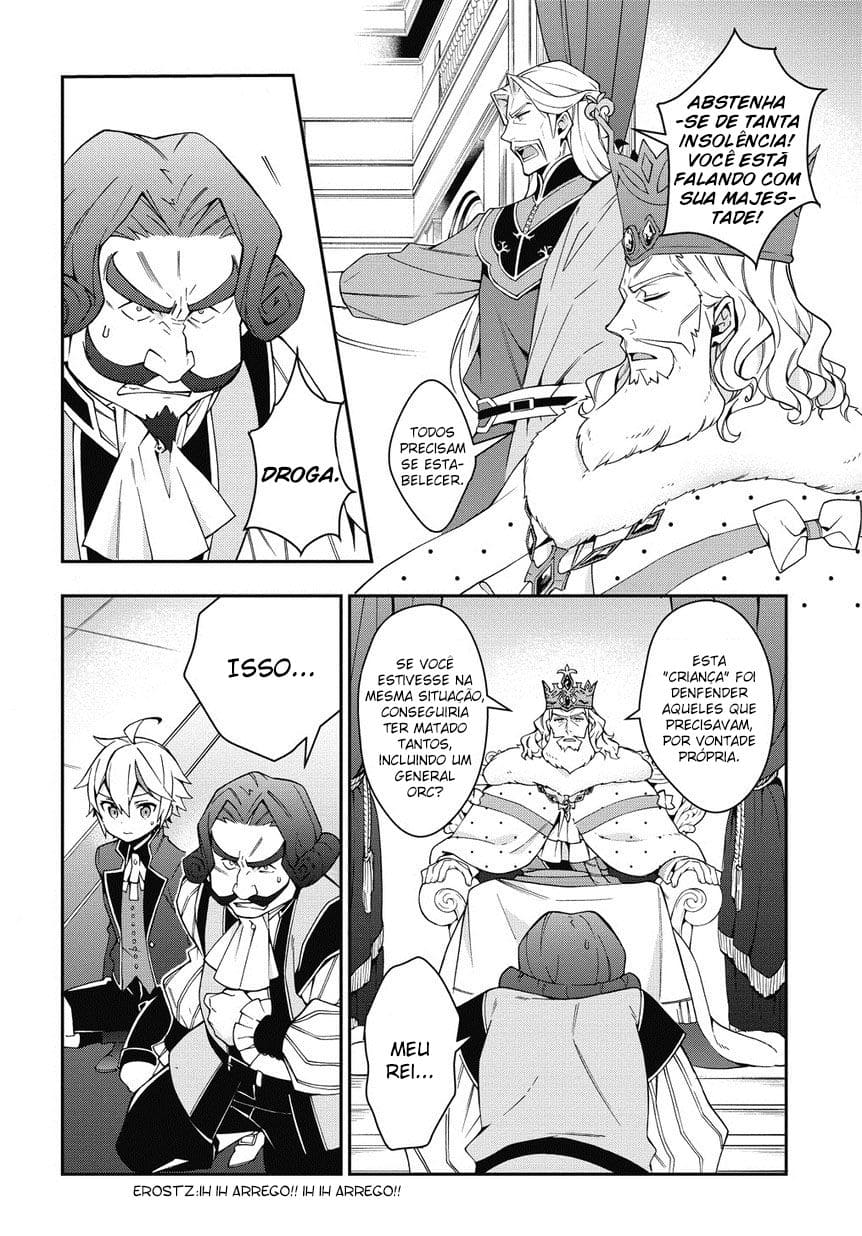 ABSTENHA
-SE DE TANTA
INSOLÊNCIA!
VOCÊ ESTÁ
FALANDO COM
SUA MAJES-
TADE!
TODOS
PRECISAM
SE ESTA-
BELECER.
DROGA.
ESTA
"CRIANÇA" FOI
DENFENDER
AQUELES QUE
PRECISAVAM,
POR VONTADE
PRÓPRIA.
SE VOCÊ
ESTIVESSE NA
MESMA SITUAÇÃO,
CONSEGUIRIA
TER MATADO
TANTOS,
INCLUINDO UM
GENERAL
ORC?
MEU
REI...
ISSO...
EROSTZ:IH IH ARREGO!! IH IH ARREGO!!